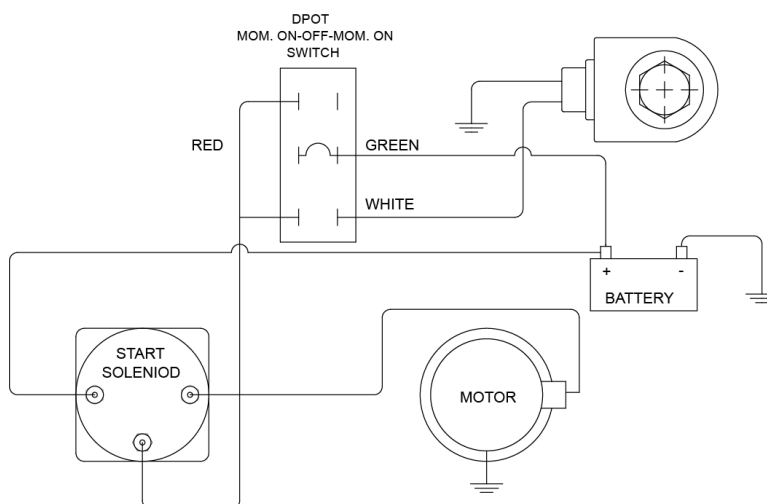 DPOT
MOM. ON-OFF-MOM. ON
SWITCH
RED
GREEN
WHITE
+ -
BATTERY
START
SOLENIOD
MOTOR